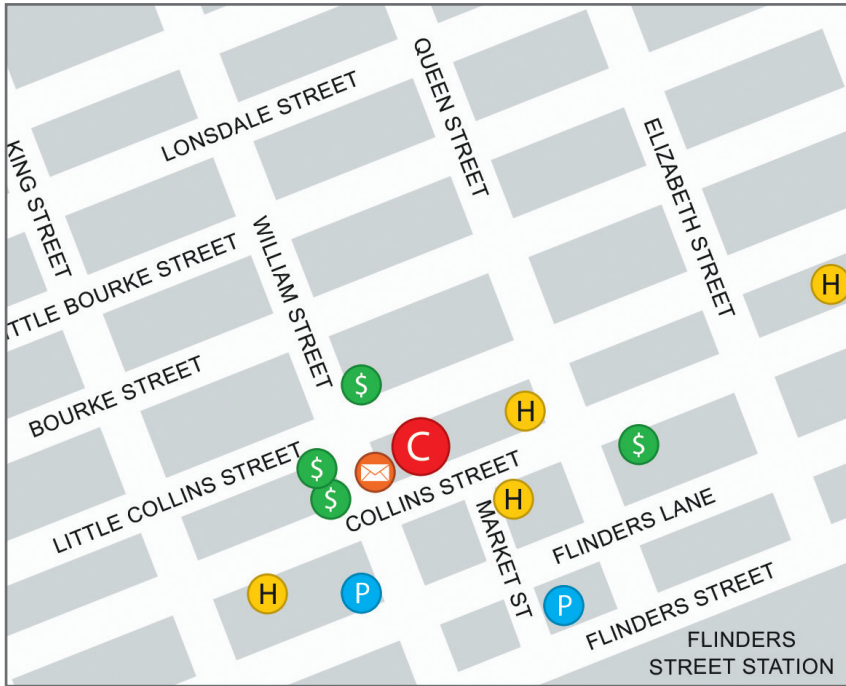 QUEEN STREET
LONSDALE STREET
KING STREET
ELIZABETH STREET
WILLIAM STREET
ITTLE BOURKE STREET
H
BOURKE STREET
$
H
C
$
LITTLE COLLINS STREET
$
$
COLLINS STREET
H
MARKET ST
FLINDERS LANE
H
P
P
FLINDERS STREET
FLINDERS
STREET STATION